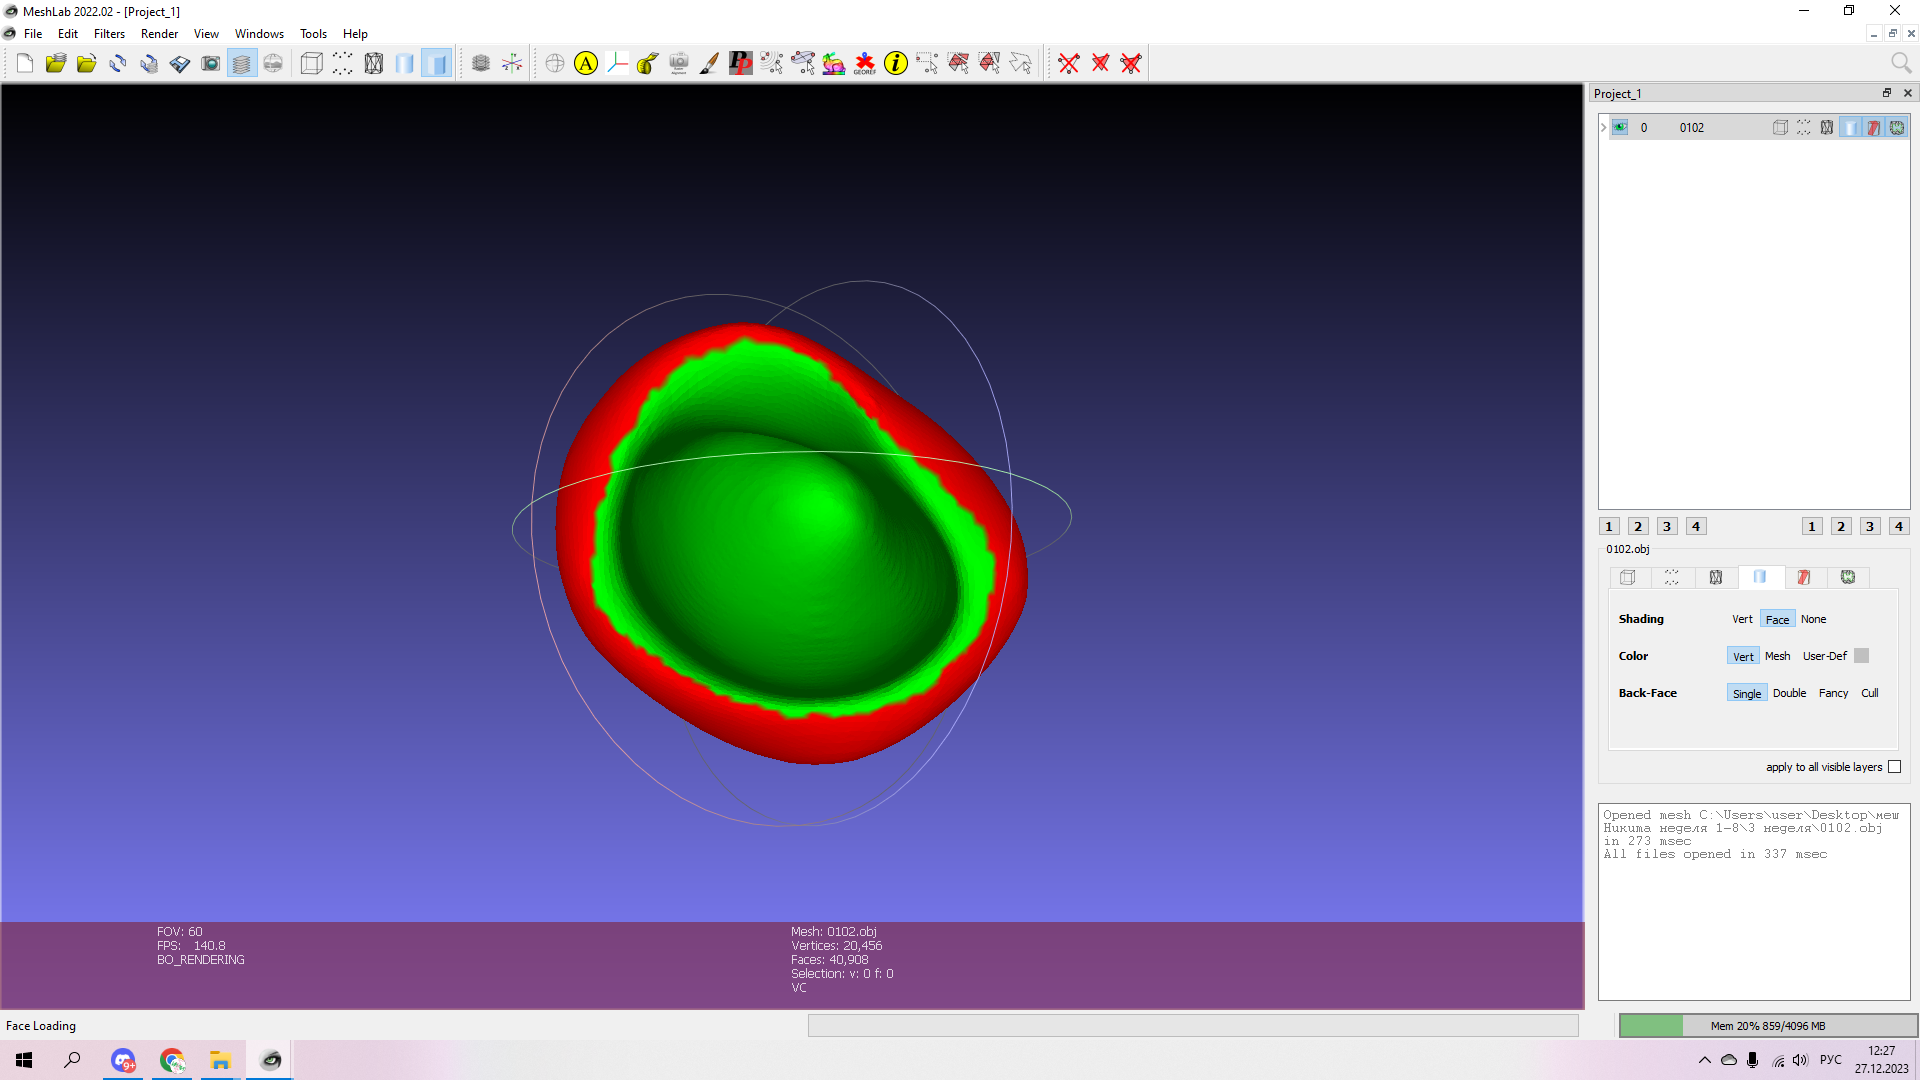 MeshLab 2022.02 - [Project_1]
File Edit Filters Render View Windows Tools Help
A
PP
GEOREF
i
Project_1
0 0102
1 2 3 4 1 2 3 4
0102.obj
Shading Vert Face None
Color Vert Mesh User-Def
Back-Face Single Double Fancy Cull
apply to all visible layers
Opened mesh C:\Users\user\Desktop\меш
Никита неделя 1-8\3 неделя\0102.obj
in 273 msec
All files opened in 337 msec
FOV: 60
FPS: 140.8
BO_RENDERING
Mesh: 0102.obj
Vertices: 20,456
Faces: 40,908
Selection: v: 0 f: 0
VC
Face Loading
Mem 20% 859/4096 MB
9+
РУС
12:27
27.12.2023